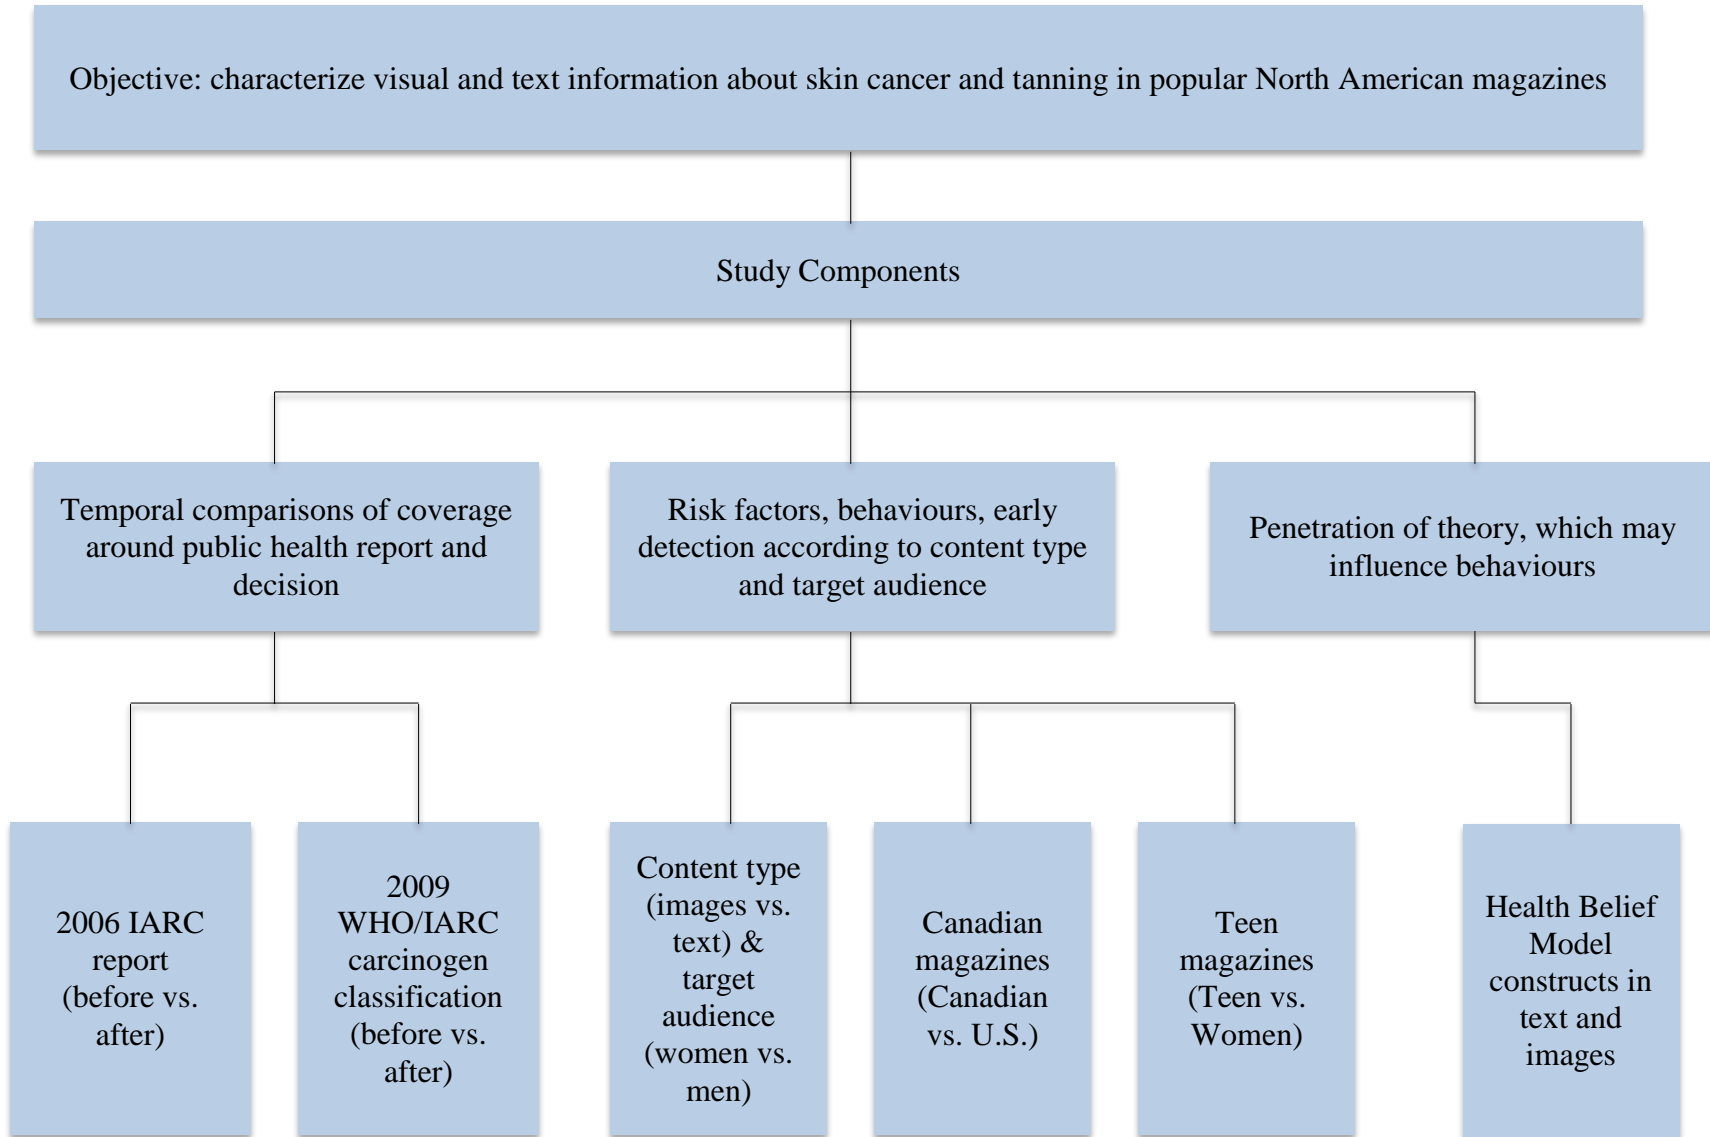 Objective: characterize visual and text information about skin cancer and tanning in popular North American magazines
Study Components
Temporal comparisons of coverage
around public health report and
decision
Risk factors, behaviours, early
detection according to content type
and target audience
Penetration of theory, which may
influence behaviours
2006 IARC
report
(before vs.
after)
2009
WHO/IARC
carcinogen
classification
(before vs.
after)
Content type
(images vs.
text) &
target
audience
(women vs.
men)
Canadian
magazines
(Canadian
vs. U.S.)
Teen
magazines
(Teen vs.
Women)
Health Belief
Model
constructs in
text and
images